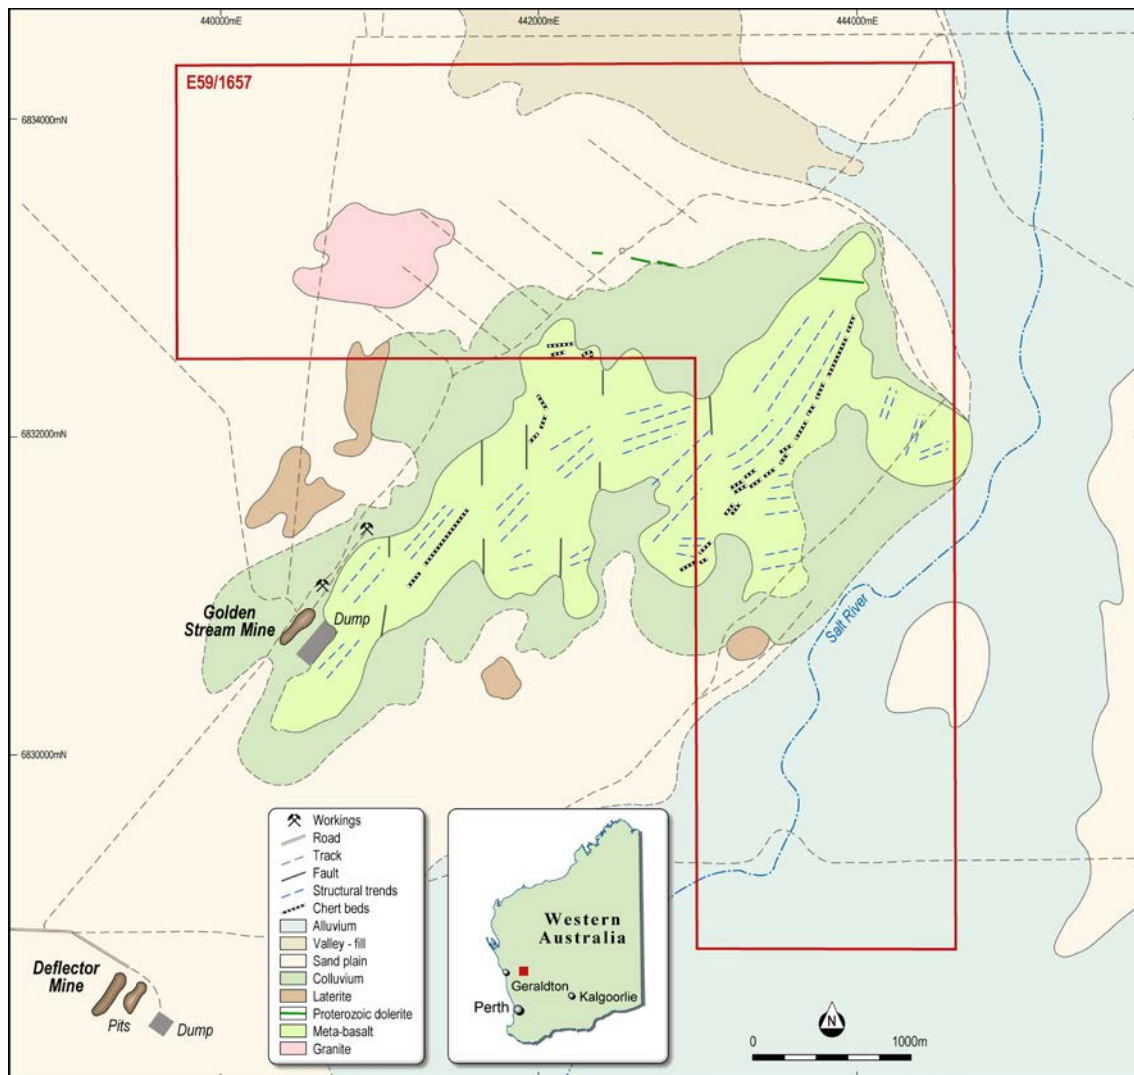 440000mE
442000mE
444000mE
E59/1657
6834000mN
6832000mN
6830000mN
Golden
Stream Mine
Dump
Salt River
Deflector
Mine
Pits
Dump
Workings
Road
Track
Fault
Structural trends
Chert beds
Alluvium
Valley - fill
Sand plain
Colluvium
Laterite
Proterozoic dolerite
Meta-basalt
Granite
Western
Australia
Geraldton
Kalgoorlie
Perth
N
0
1000m